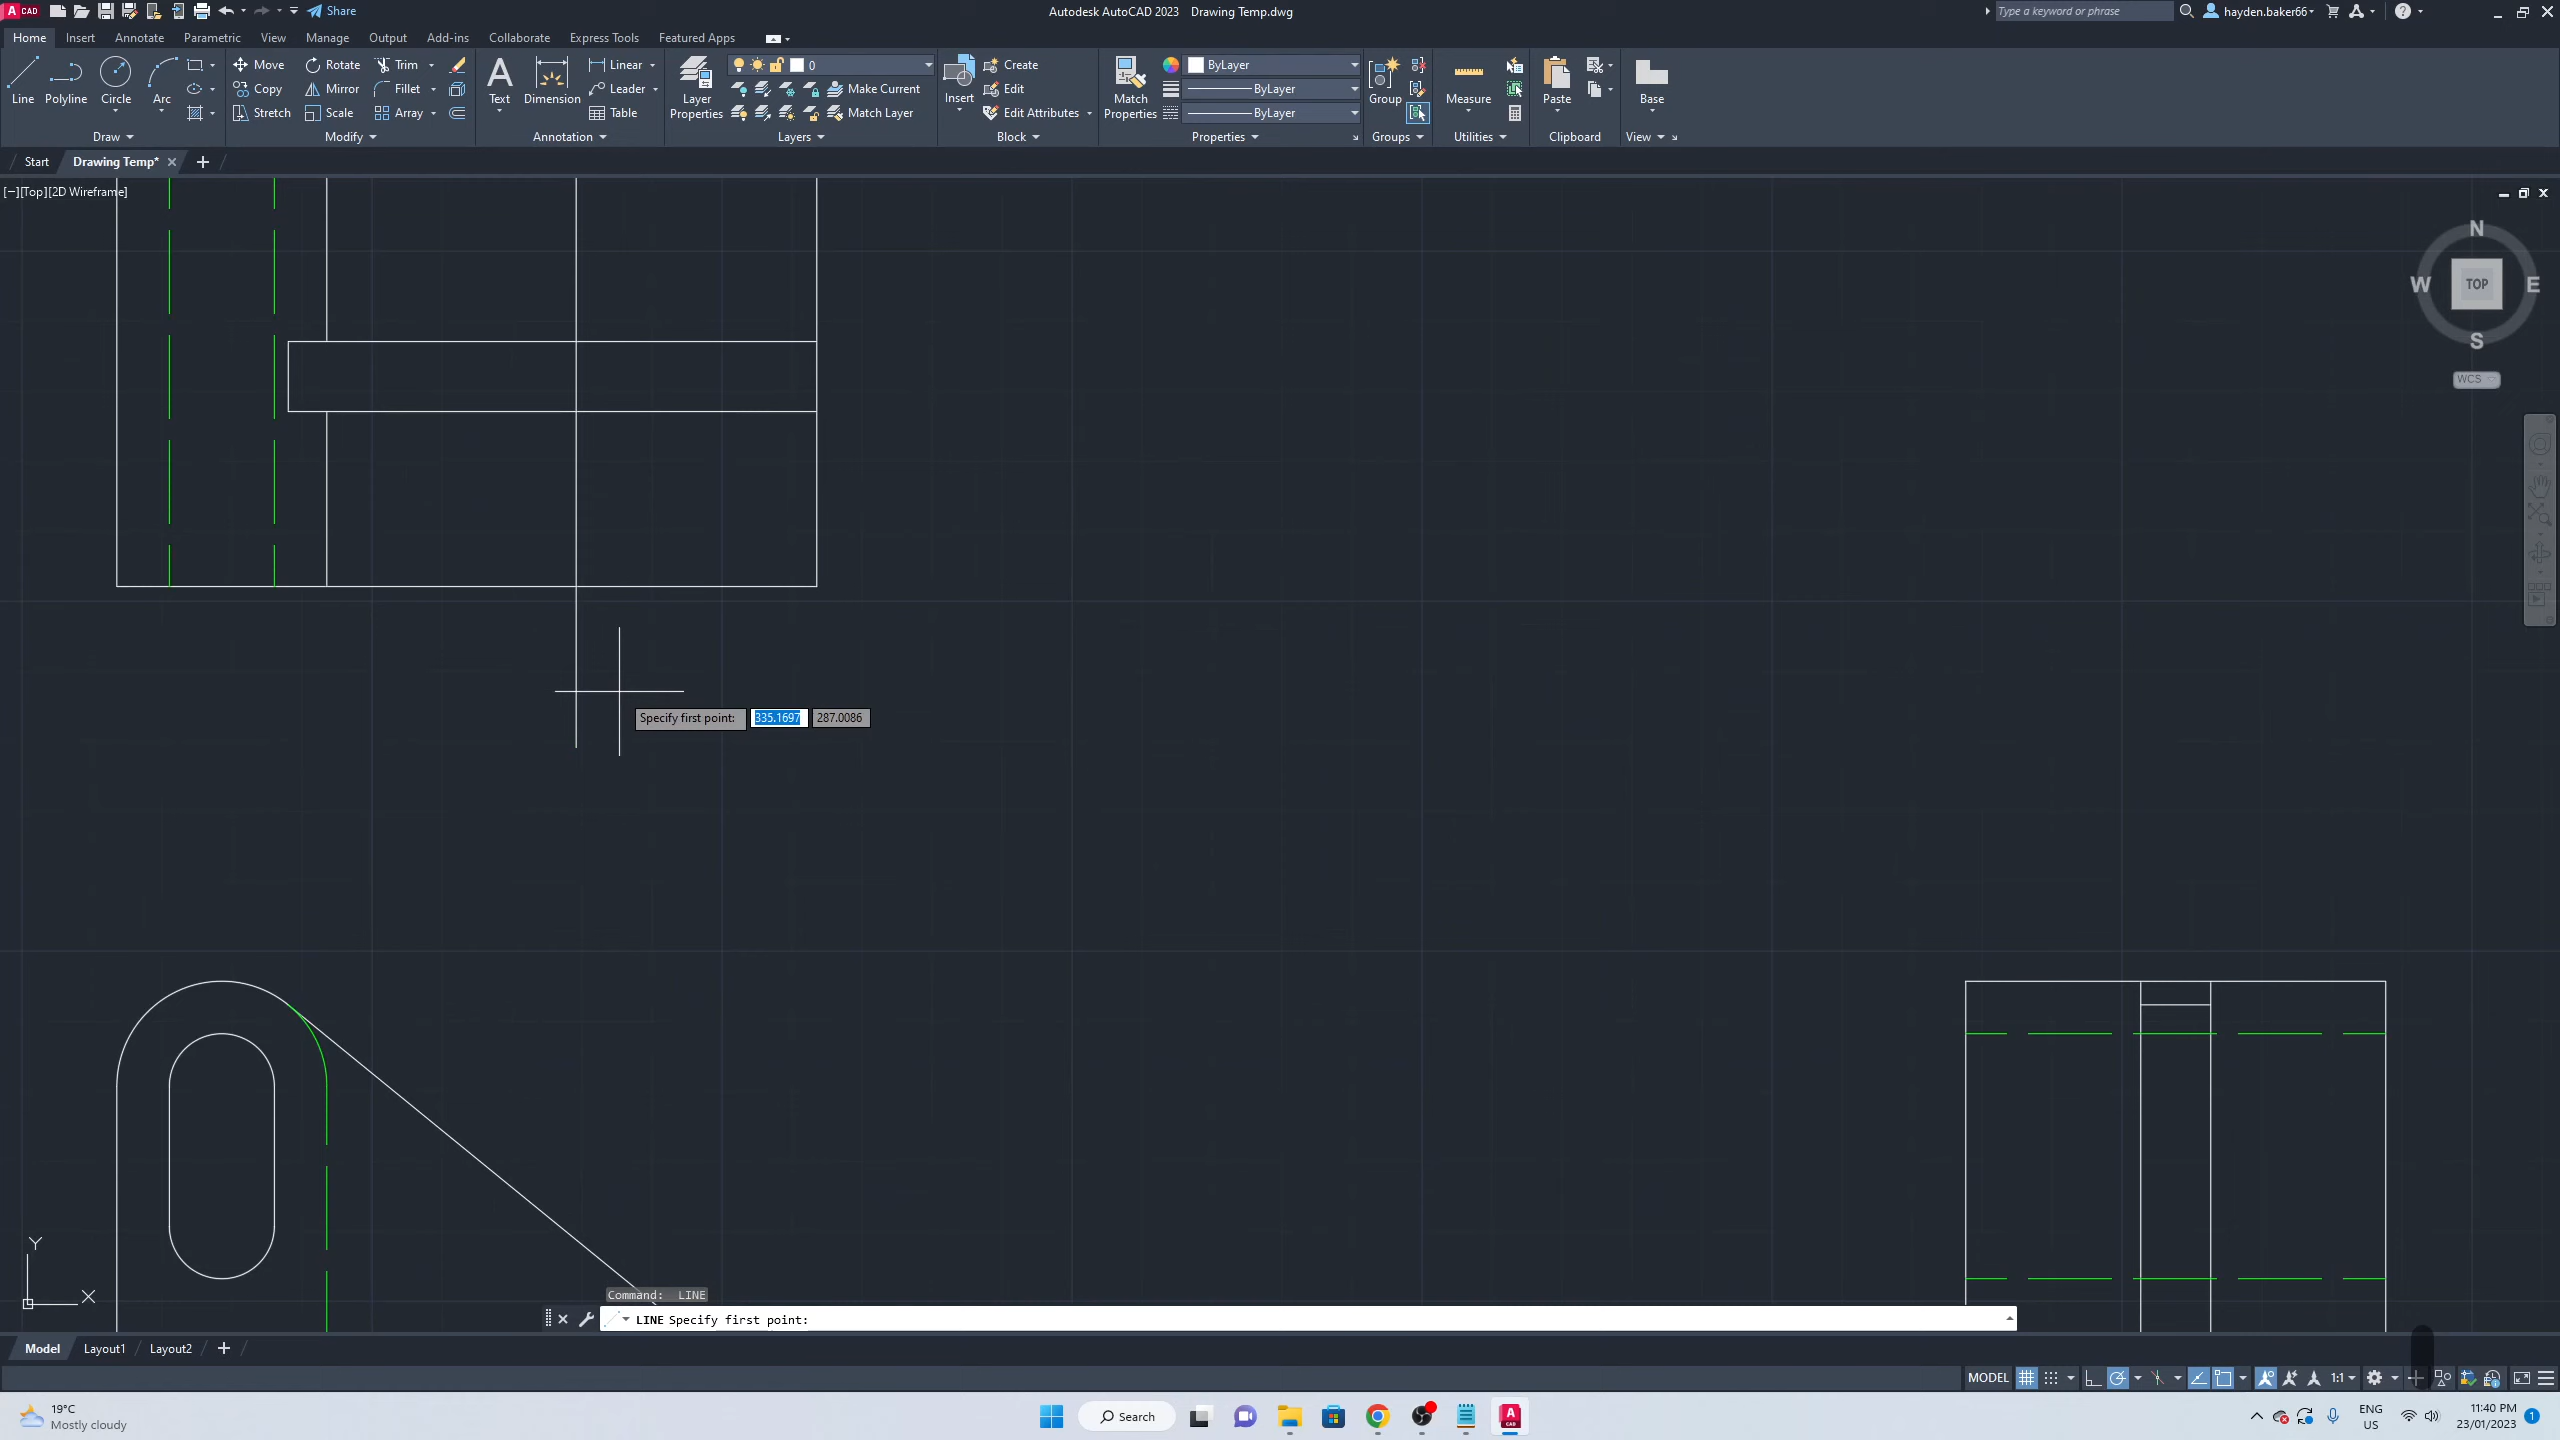 A CAD
Share
Autodesk AutoCAD 2023 Drawing Temp.dwg
Type a keyword or phrase
hayden.baker66
Home Insert Annotate Parametric View Manage Output Add-ins Collaborate Express Tools Featured Apps
Line Polyline Circle Arc
Move Rotate Trim
Copy Mirror Fillet
Stretch Scale Array
Text Dimension
Linear
Leader
Table
Layer Properties
0
Make Current
Match Layer
Insert
Create
Edit
Edit Attributes
Match Properties
ByLayer
ByLayer
ByLayer
Group
Measure
Paste
Base
Draw Modify Annotation Layers Block Properties Groups Utilities Clipboard View
Start Drawing Temp*
[−][Top][2D Wireframe]
N
W TOP E
S
WCS
Specify first point: 335.1697 287.0086
Y
X
Command: LINE
LINE Specify first point:
Model Layout1 Layout2
MODEL 1:1
19°C
Mostly cloudy
Search
A CAD
ENG
US
11:40 PM
23/01/2023
1